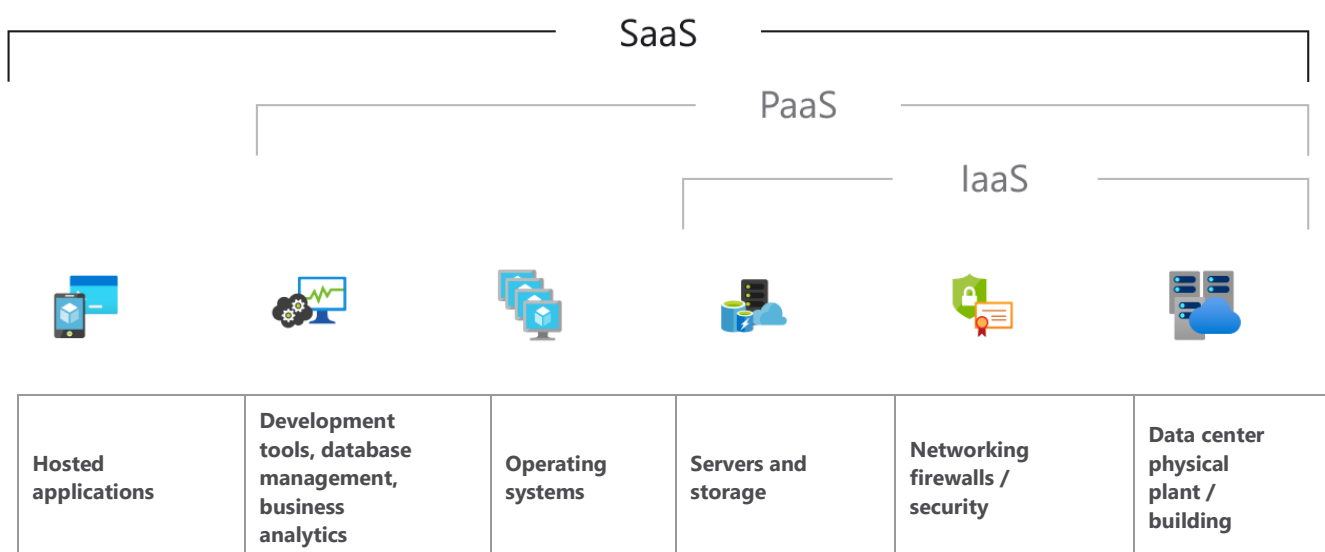 SaaS
PaaS
IaaS
Hosted
applications
Development
tools, database
management,
business
analytics
Operating
systems
Servers and
storage
Networking
firewalls /
security
Data center
physical
plant /
building